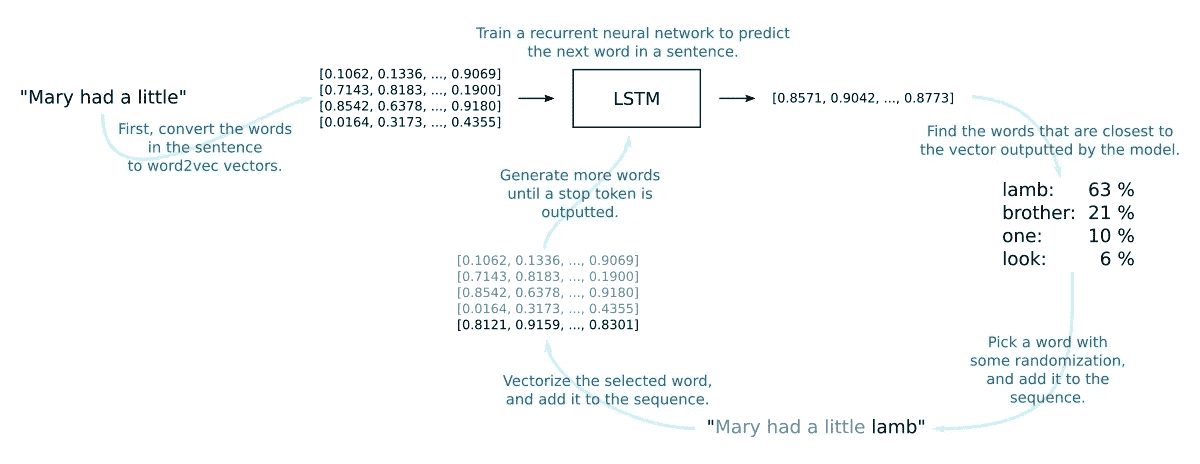 Train a recurrent neural network to predict
the next word in a sentence.
"Mary had a little"
First, convert the words
in the sentence
to word2vec vectors.
[0.1062, 0.1336, ..., 0.9069]
[0.7143, 0.8183, ..., 0.1900]
[0.8542, 0.6378, ..., 0.9180]
[0.0164, 0.3173, ..., 0.4355]
LSTM
[0.8571, 0.9042, ..., 0.8773]
Find the words that are closest to
the vector outputted by the model.
lamb: 63 %
brother: 21 %
one: 10 %
look: 6 %
Pick a word with
some randomization,
and add it to the
sequence.
"Mary had a little lamb"
Vectorize the selected word,
and add it to the sequence.
[0.1062, 0.1336, ..., 0.9069]
[0.7143, 0.8183, ..., 0.1900]
[0.8542, 0.6378, ..., 0.9180]
[0.0164, 0.3173, ..., 0.4355]
[0.8121, 0.9159, ..., 0.8301]
Generate more words
until a stop token is
outputted.